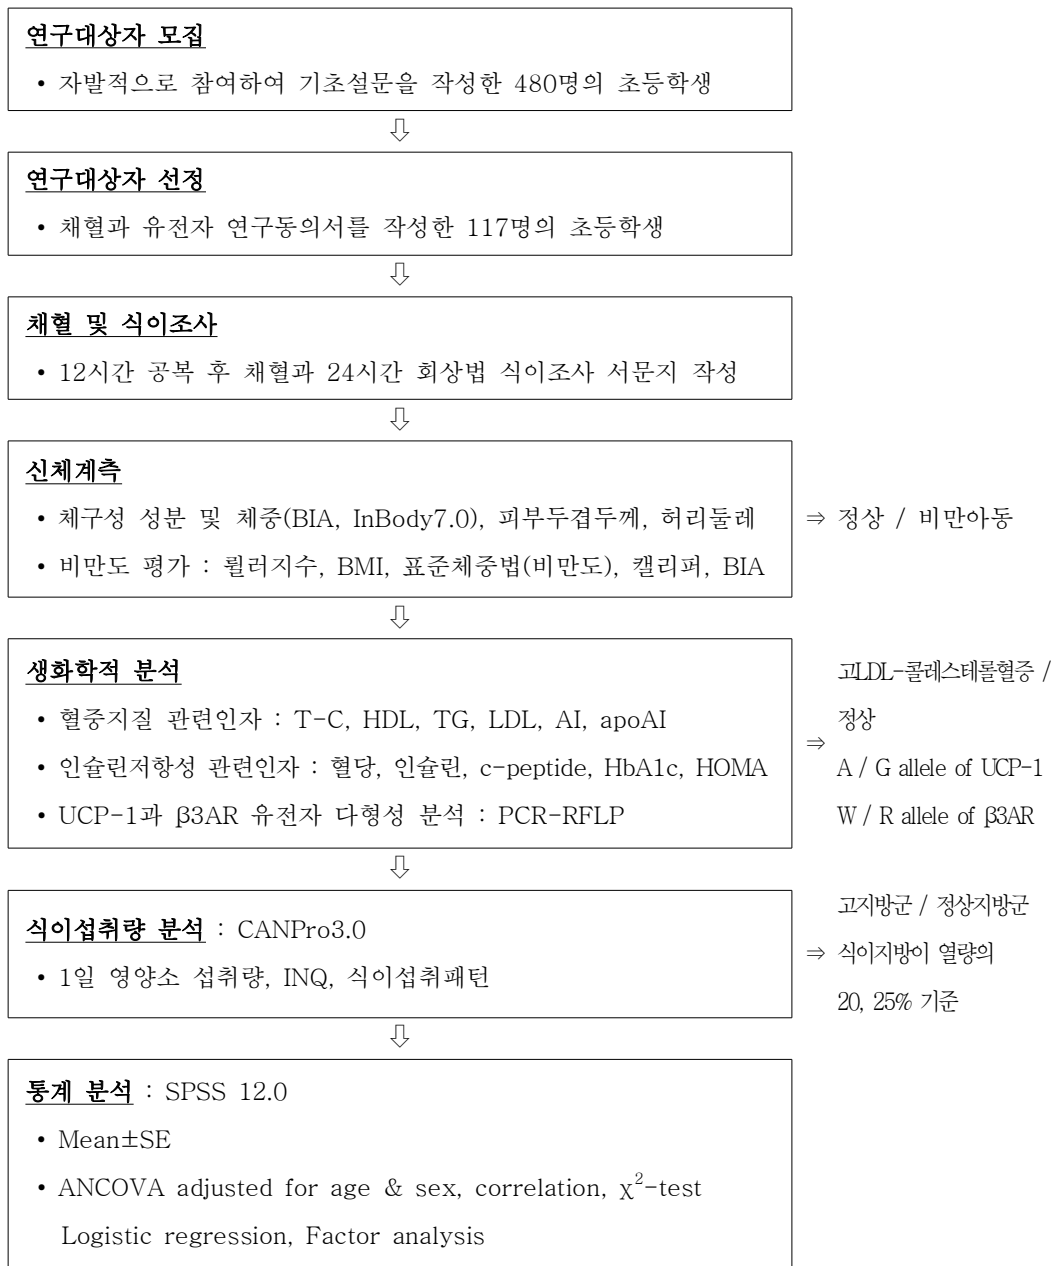 연구대상자 모집
• 자발적으로 참여하여 기초설문을 작성한 480명의 초등학생
⇩
연구대상자 선정
• 채혈과 유전자 연구동의서를 작성한 117명의 초등학생
⇩
채혈 및 식이조사
• 12시간 공복 후 채혈과 24시간 회상법 식이조사 서문지 작성
⇩
신체계측
• 체구성 성분 및 체중(BIA, InBody7.0), 피부두겹두께, 허리둘레
• 비만도 평가 : 뢸러지수, BMI, 표준체중법(비만도), 캘리퍼, BIA
⇒ 정상 / 비만아동
⇩
생화학적 분석
• 혈중지질 관련인자 : T-C, HDL, TG, LDL, AI, apoAI
• 인슐린저항성 관련인자 : 혈당, 인슐린, c-peptide, HbA1c, HOMA
• UCP-1과 β3AR 유전자 다형성 분석 : PCR-RFLP
고LDL-콜레스테롤혈증 /
정상
⇒
A / G allele of UCP-1
W / R allele of β3AR
⇩
식이섭취량 분석 : CANPro3.0
• 1일 영양소 섭취량, INQ, 식이섭취패턴
고지방군 / 정상지방군
⇒ 식이지방이 열량의
20, 25% 기준
⇩
통계 분석 : SPSS 12.0
• Mean±SE
• ANCOVA adjusted for age & sex, correlation, χ²-test
Logistic regression, Factor analysis